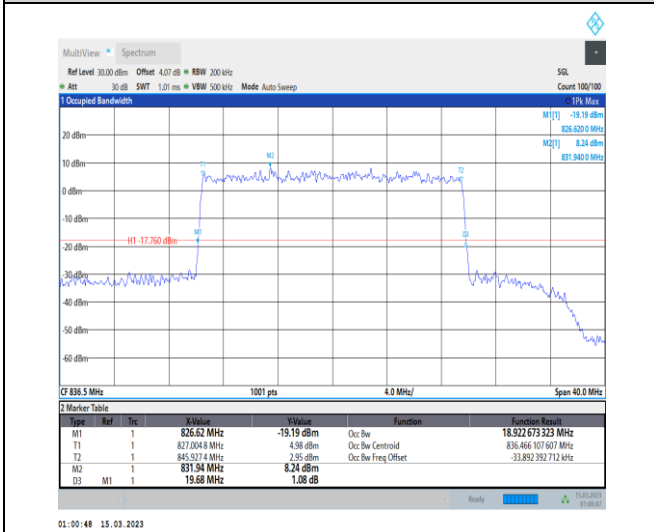 MultiView Spectrum
Ref Level 30.00 dBm Offset 4.07 dB RBW 200 kHz SGL
Att 30 dB SWT 1.01 ms VBW 500 kHz Mode Auto Sweep Count 100/100
1 Occupied Bandwidth 1Pk Max
M1[1] -19.19 dBm
826.620 0 MHz
M2[1] 8.24 dBm
831.940 0 MHz
20 dBm
10 dBm
0 dBm
-10 dBm
-30 dBm
-40 dBm
-50 dBm
-60 dBm
T1
M2
T2
M1
D3
H1 -17.760 dBm
CF 836.5 MHz 1001 pts 4.0 MHz/ Span 40.0 MHz
2 Marker Table
Type Ref Trc X-Value Y-Value Function Function Result
M1 1 826.62 MHz -19.19 dBm Occ Bw 18.922 673 323 MHz
T1 1 827.004 8 MHz 4.98 dBm Occ Bw Centroid 836.466 107 607 MHz
T2 1 845.927 4 MHz 2.95 dBm Occ Bw Freq Offset -33.892 392 712 kHz
M2 1 831.94 MHz 8.24 dBm
D3 M1 1 19.68 MHz 1.08 dB
Ready 15.03.2023
01:00:47
01:00:48 15.03.2023